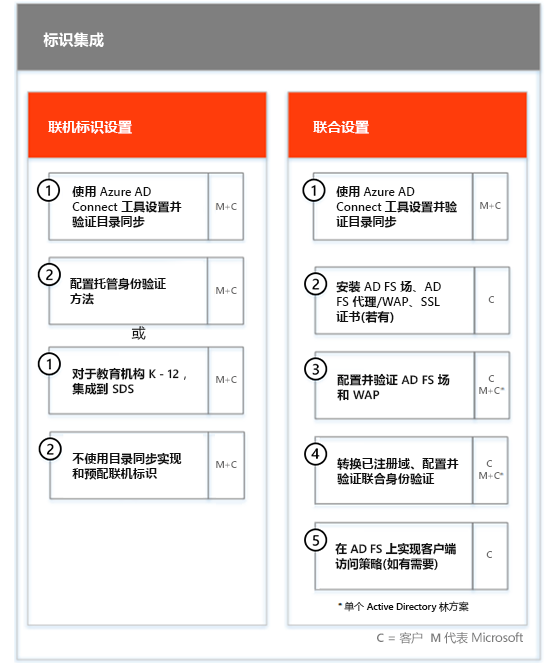 标识集成
联机标识设置
1
使用 Azure AD
Connect 工具设置并
验证目录同步
M+C
2
配置托管身份验证
方法
M+C
或
1
对于教育机构 K - 12，
集成到 SDS
M+C
2
不使用目录同步实现
和预配联机标识
M+C
联合设置
1
使用 Azure AD
Connect 工具设置并
验证目录同步
M+C
2
安装 AD FS 场、AD
FS 代理/WAP、SSL
证书(若有)
C
3
配置并验证 AD FS 场
和 WAP
C
M+C*
4
转换已注册域、配置并
验证联合身份验证
C
M+C*
5
在 AD FS 上实现客户端
访问策略(如有需要)
C
* 单个 Active Directory 林方案
C = 客户 M 代表 Microsoft